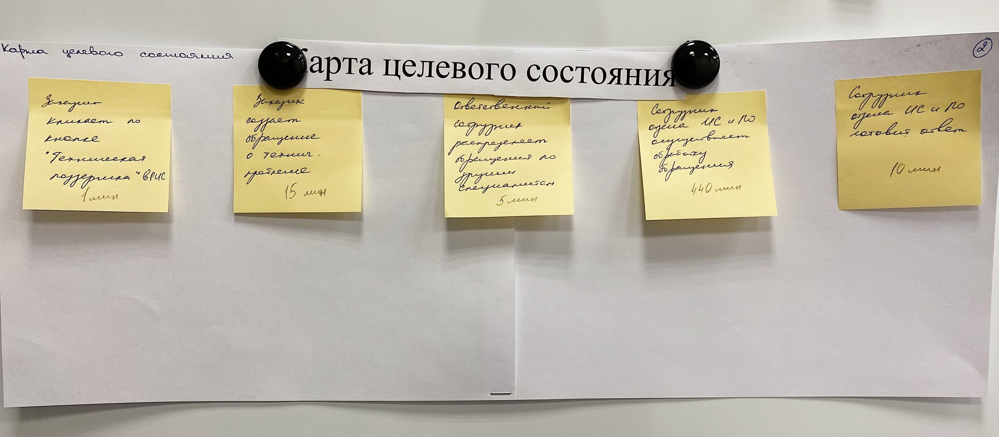 Карта целевого состояния
Карта целевого состояния
2
Заказчик
кликает по
кнопке
"Техническая
поддержка" в РИС
1 мин
Заказчик
создает
обращение
о технич.
проблеме
15 мин
Ответственный
сотрудник
распределяет
обращения по
другим
специалистам
5 мин
Сотрудник
отдела ИС и ПО
осуществляет
обработку
обращения
440 мин
Сотрудник
отдела ИС и ПО
готовит ответ
10 мин